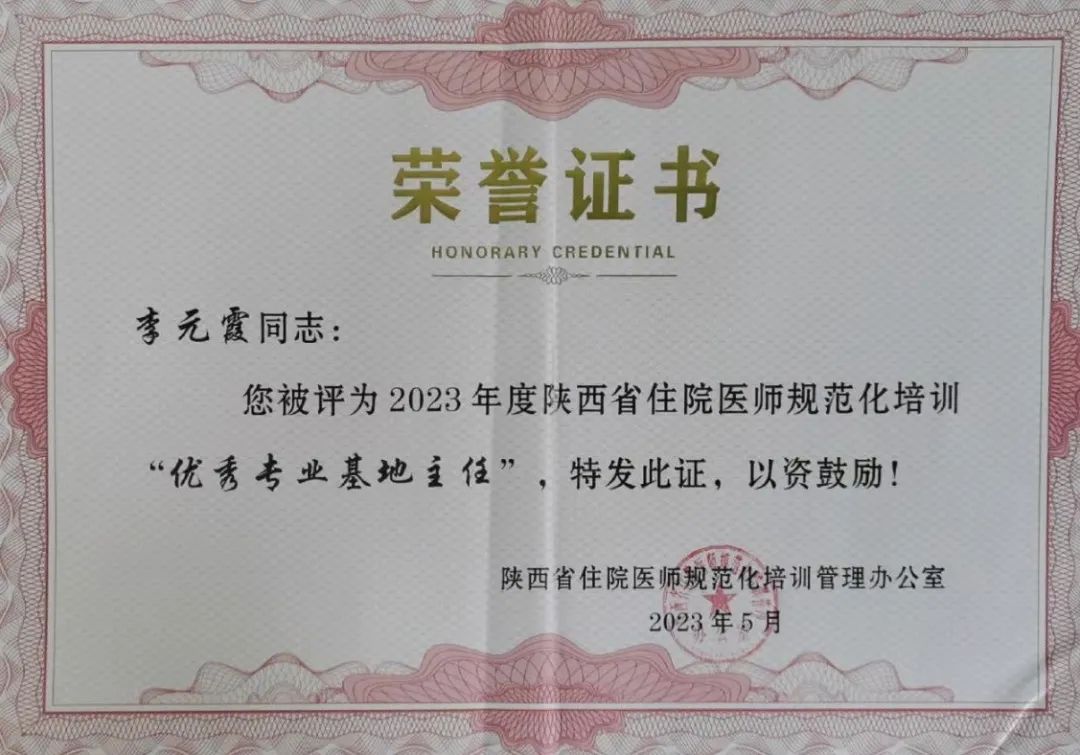 荣誉证书
HONORARY CREDENTIAL
李元霞同志：
您被评为2023年度陕西省住院医师规范化培训
“优秀专业基地主任”，特发此证，以资鼓励！
陕西省住院医师规范化培训管理办公室
2023年5月